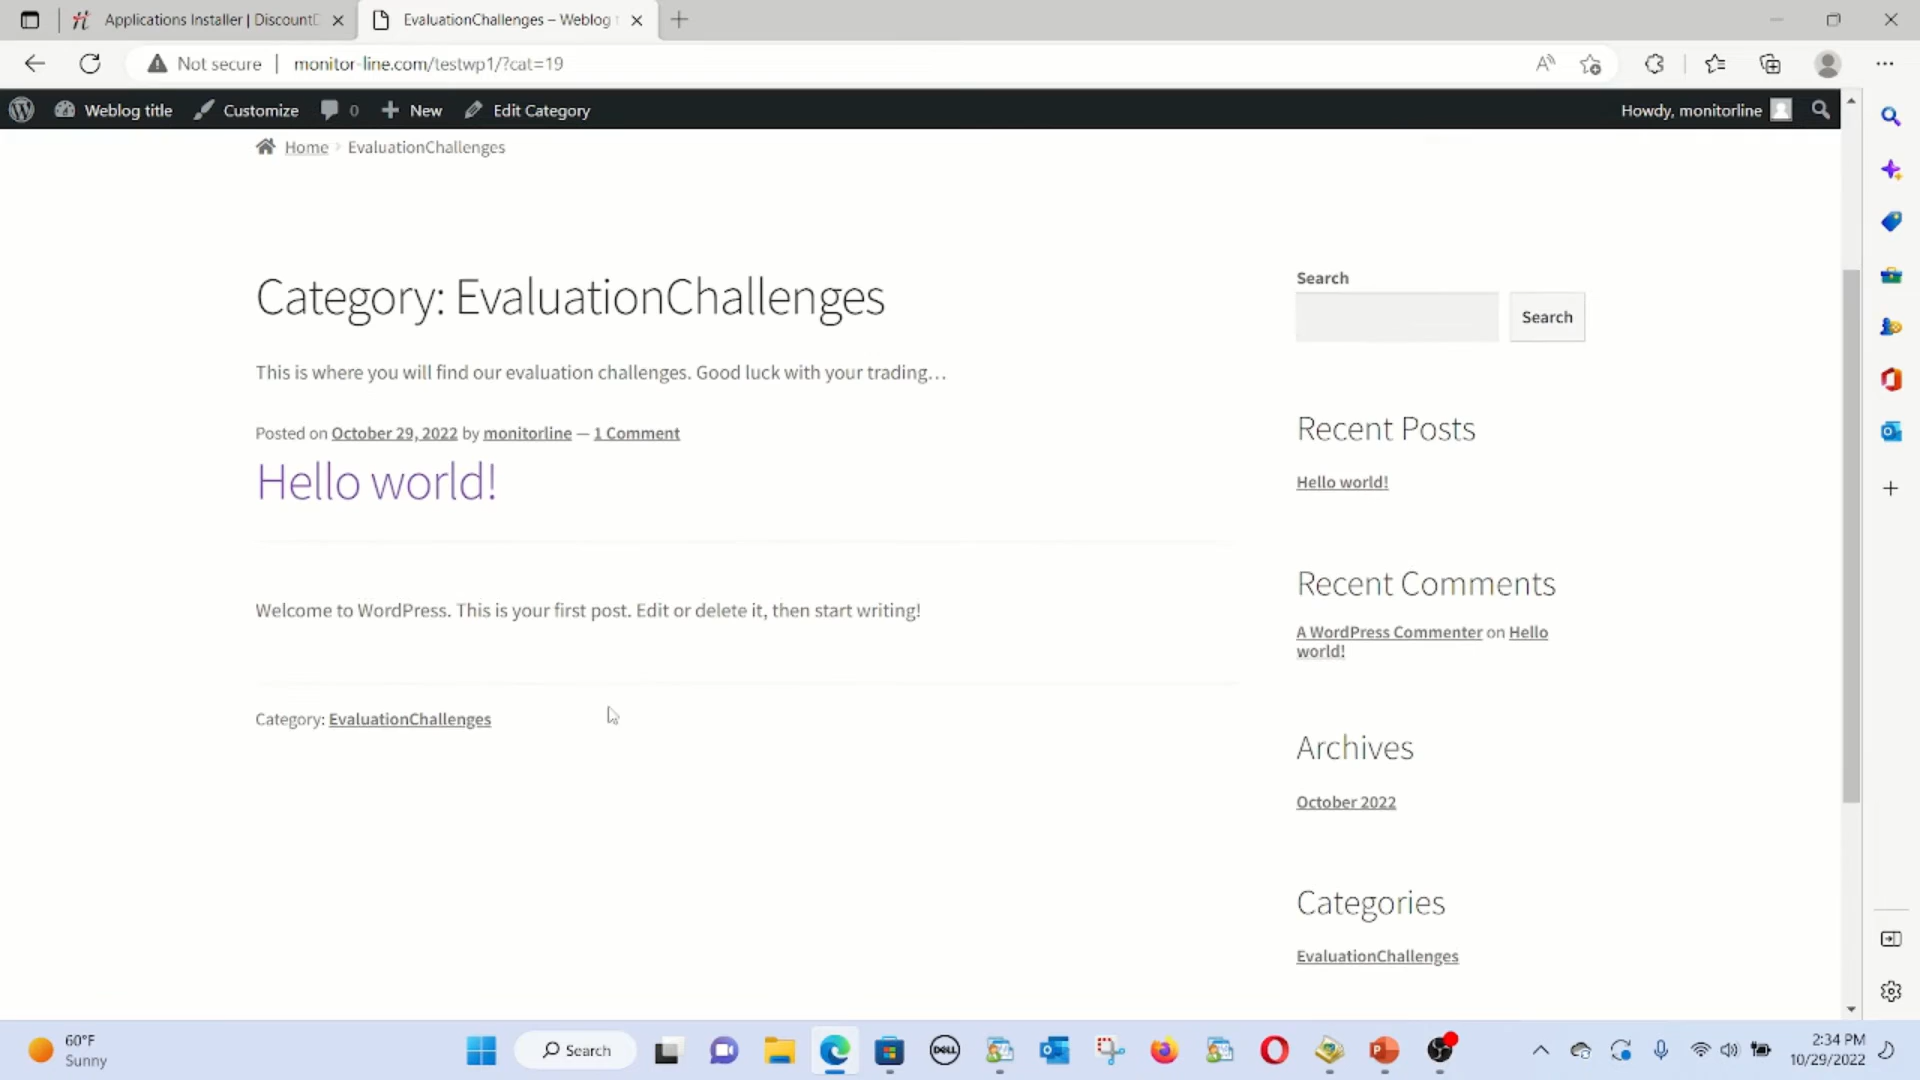 Applications Installer | Discount
EvaluationChallenges – Weblog
Not secure | monitor-line.com/testwp1/?cat=19
Weblog title Customize 0 New Edit Category Howdy, monitorline
Home EvaluationChallenges
Category: EvaluationChallenges
This is where you will find our evaluation challenges. Good luck with your trading…
Posted on October 29, 2022 by monitorline — 1 Comment
Hello world!
Welcome to WordPress. This is your first post. Edit or delete it, then start writing!
Category: EvaluationChallenges
Search
Search
Recent Posts
Hello world!
Recent Comments
A WordPress Commenter on Hello
world!
Archives
October 2022
Categories
EvaluationChallenges
60°F
Sunny
Search
DELL
2:34 PM
10/29/2022